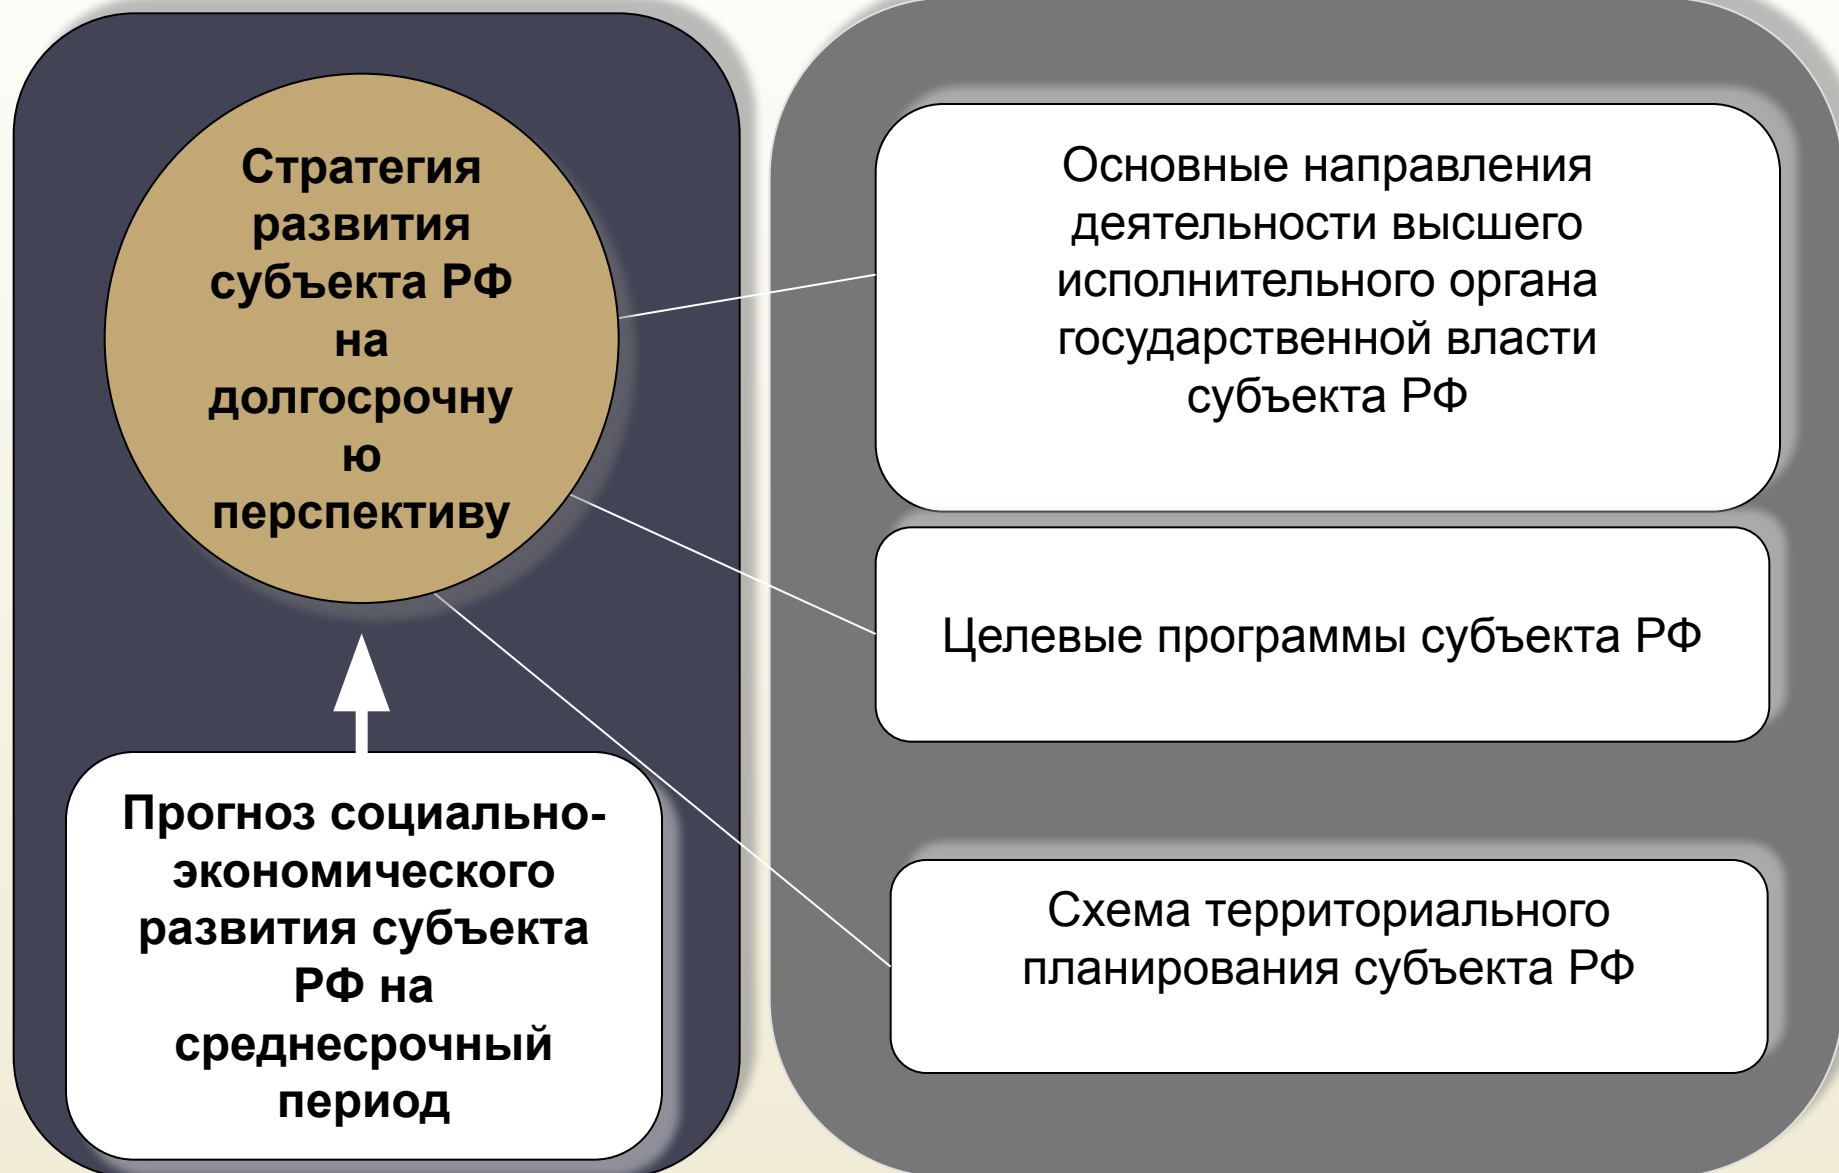 Стратегия
развития
субъекта РФ
на
долгосрочну
ю
перспективу
Прогноз социально-
экономического
развития субъекта
РФ на
среднесрочный
период
Основные направления
деятельности высшего
исполнительного органа
государственной власти
субъекта РФ
Целевые программы субъекта РФ
Схема территориального
планирования субъекта РФ